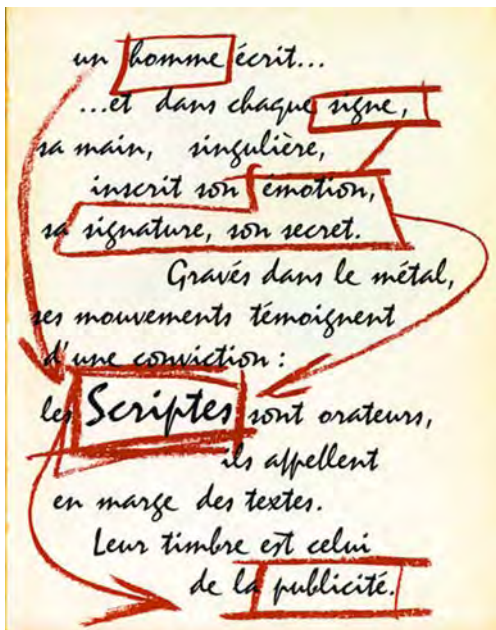 un homme écrit...
...et dans chaque signe,
sa main, singulière,
inscrit son émotion,
sa signature, son secret.
Gravés dans le métal,
ses mouvements témoignent
d'une conviction :
les Scriptes sont orateurs,
ils appellent
en marge des textes.
Leur timbre est celui
de la publicité.